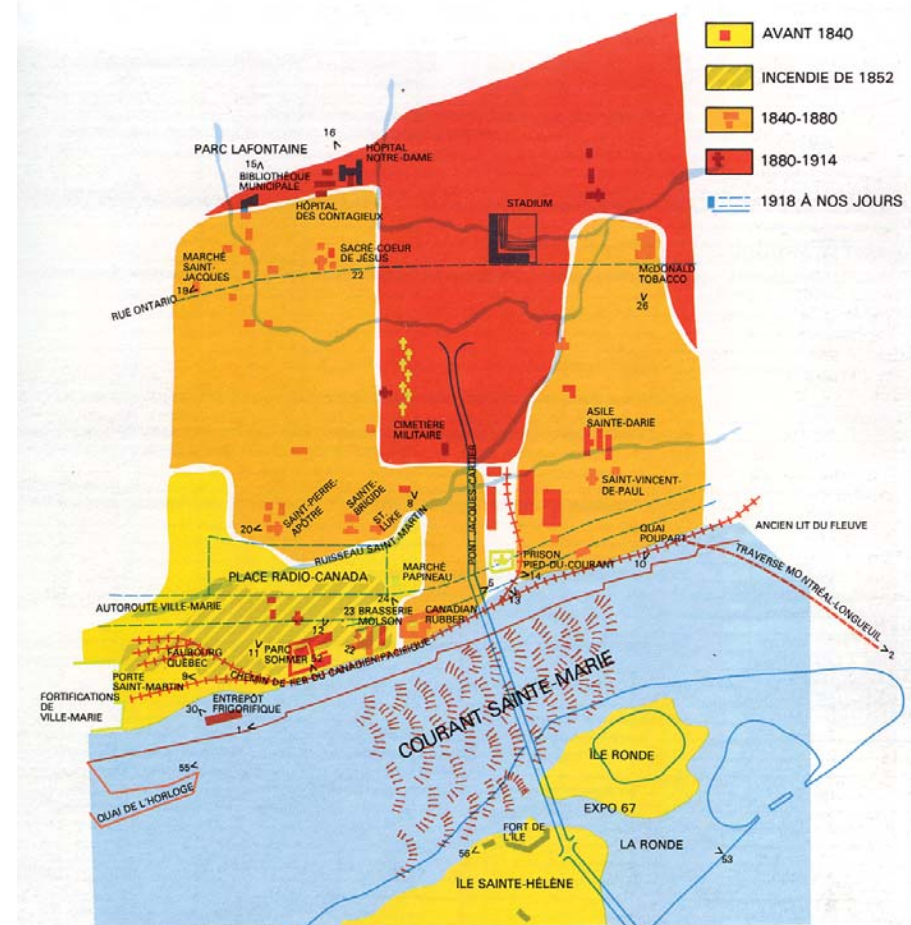 AVANT 1840
INCENDIE DE 1852
1840-1880
1880-1914
1918 À NOS JOURS
16
PARC LAFONTAINE
15
BIBLIOTHÈQUE
MUNICIPALE
HÔPITAL
NOTRE-DAME
HÔPITAL
DES CONTAGIEUX
STADIUM
MARCHÉ
SAINT-
JACQUES
19
SACRÉ-COEUR
DE JÉSUS
22
McDONALD
TOBACCO
26
RUE ONTARIO
CIMETIÈRE
MILITAIRE
PONT JACQUES-CARTIER
ASILE
SAINTE-DARIE
SAINT-VINCENT-
DE-PAUL
20
SAINT-PIERRE-
APÔTRE
SAINTE-
BRIGIDE
ST.
LUKE
8
RUISSEAU SAINT-MARTIN
QUAI
POUPART
10
ANCIEN LIT DU FLEUVE
TRAVERSE MONTRÉAL-LONGUEUIL
2
PLACE RADIO-CANADA
MARCHÉ
PAPINEAU
24
PRISON
PIED-DU-COURANT
14
5
13
AUTOROUTE VILLE-MARIE
23 BRASSERIE
MOLSON
22
CANADIAN
RUBBER
12
11
PARC
SOHMER 52
FAUBOURG
QUÉBEC
PORTE
SAINT-MARTIN
9
CHEMIN DE FER DU CANADIEN PACIFIQUE
FORTIFICATIONS
DE
VILLE-MARIE
ENTREPÔT
FRIGORIFIQUE
30
1
COURANT SAINTE-MARIE
55
QUAI DE L'HORLOGE
ÎLE RONDE
EXPO 67
LA RONDE
53
FORT DE
L'ÎLE
56
ÎLE SAINTE-HÉLÈNE